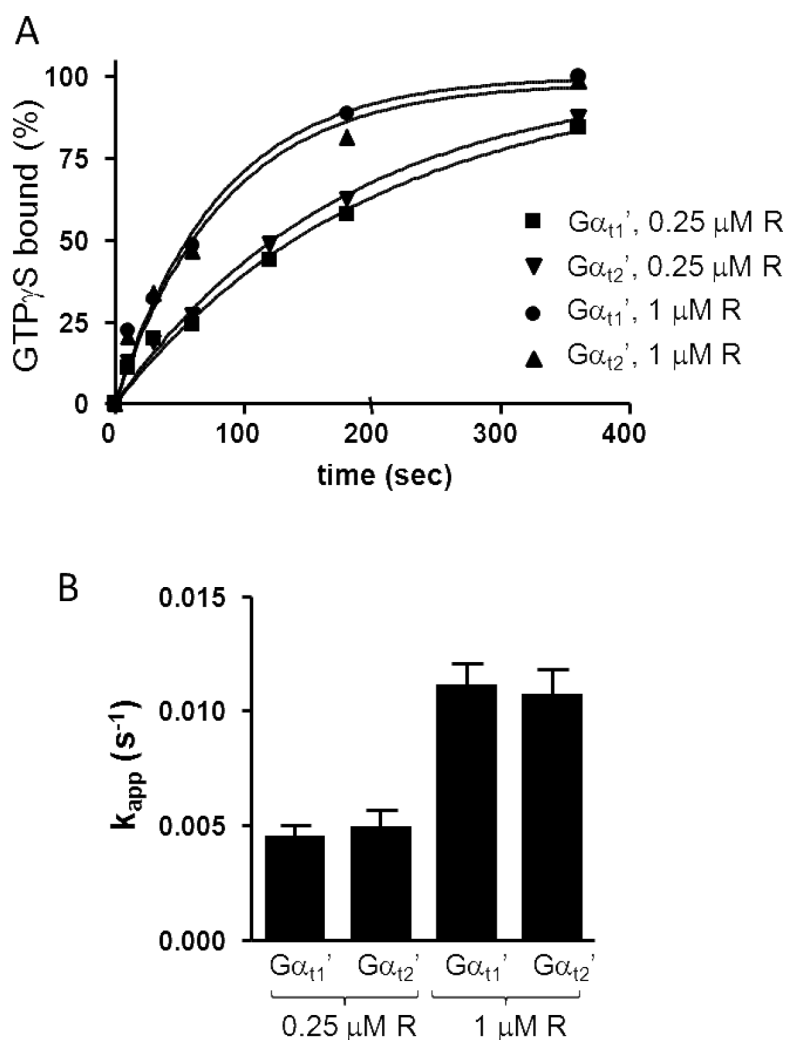 A
GTPγS bound (%)
100
75
50
25
0
0 100 200 300 400
time (sec)
Gαt1’, 0.25 μM R
Gαt2’, 0.25 μM R
Gαt1’, 1 μM R
Gαt2’, 1 μM R
B
kapp (s-1)
0.015
0.010
0.005
0.000
Gαt1’ Gαt2’ Gαt1’ Gαt2’
0.25 μM R 1 μM R